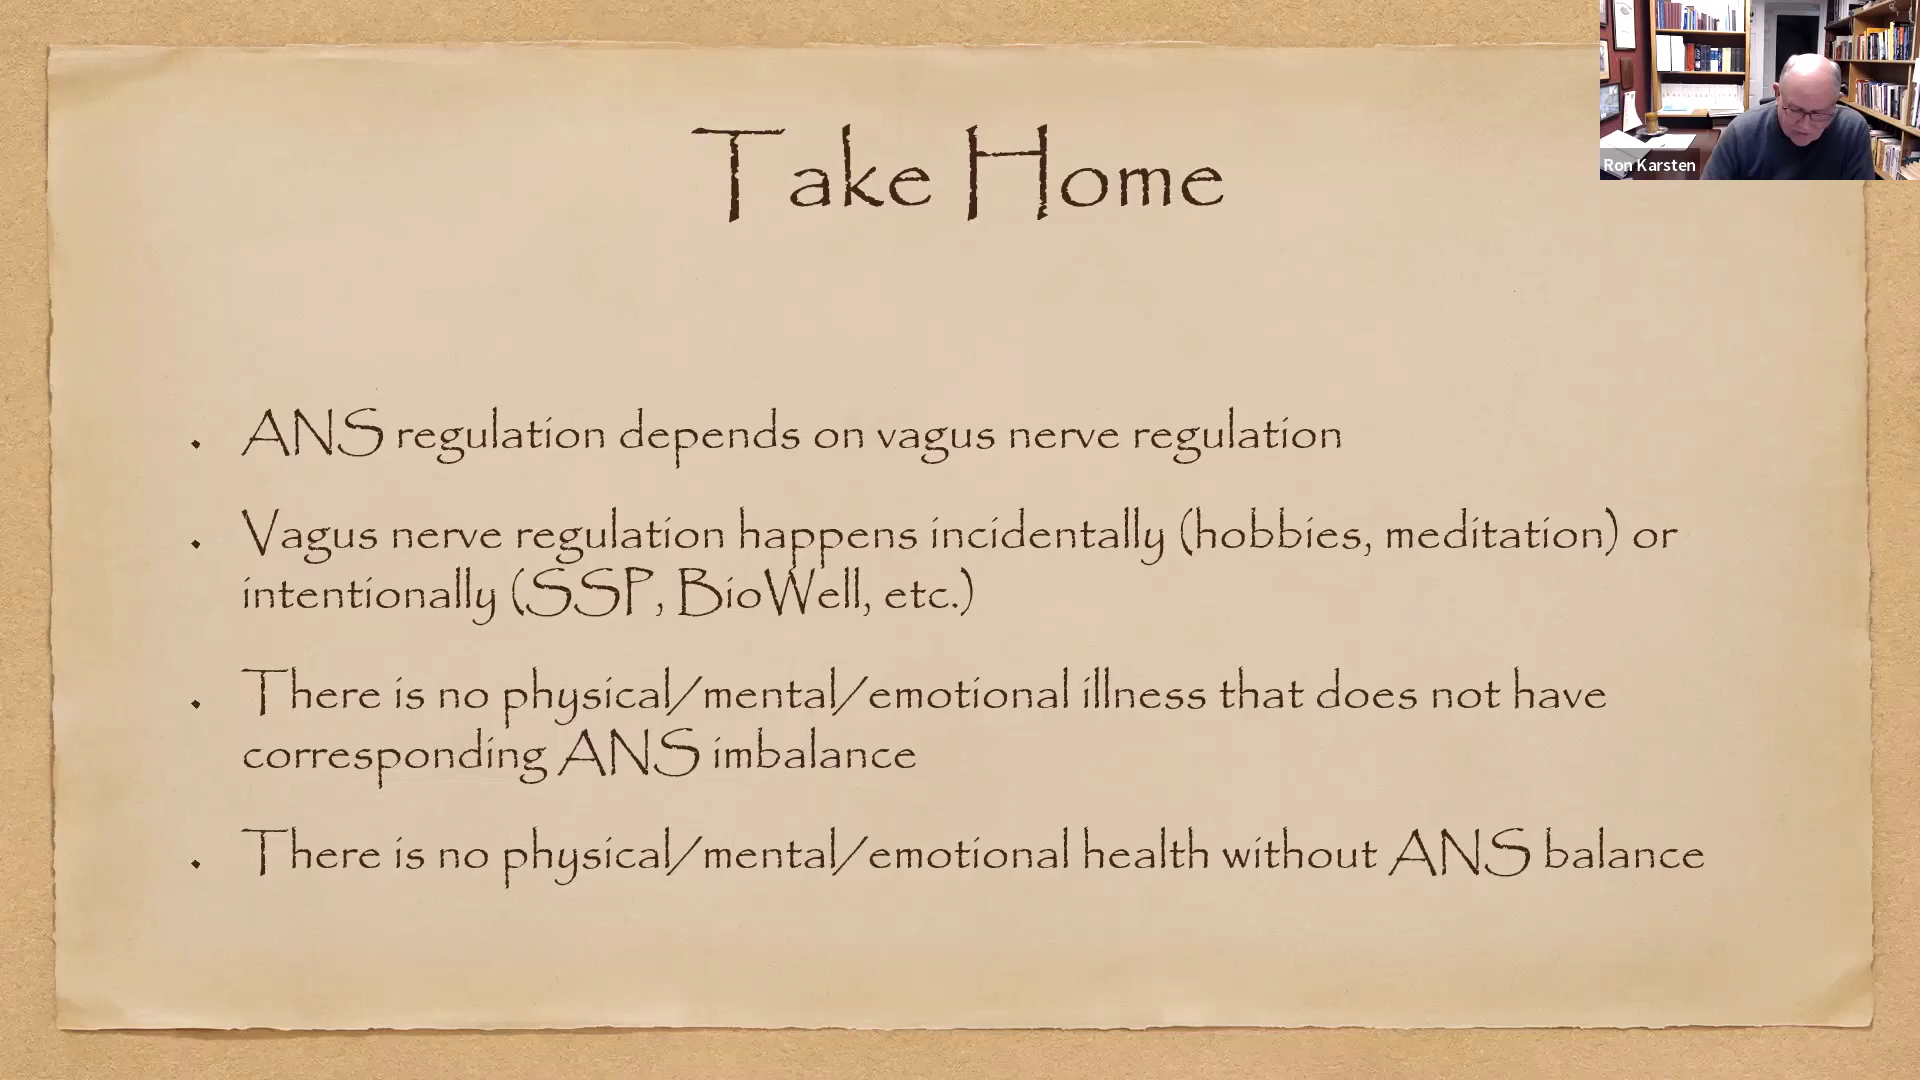 Take Home
Ron Karsten
. ANS regulation depends on vagus nerve regulation
. Vagus nerve regulation happens incidentally (hobbies, meditation) or
intentionally (SSP, BioWell, etc.)
. There is no physical/mental/emotional illness that does not have
corresponding ANS imbalance
. There is no physical/mental/emotional health without ANS balance